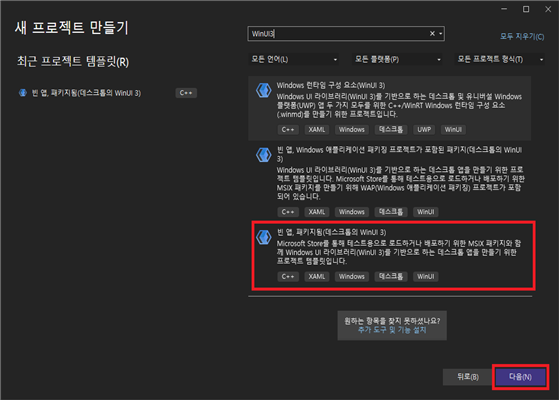 새 프로젝트 만들기
최근 프로젝트 템플릿(R)
빈 앱, 패키지됨(데스크톱의 WinUI 3)
C++
WinUI3
모두 지우기(C)
모든 언어(L)
모든 플랫폼(P)
모든 프로젝트 형식(T)
Windows 런타임 구성 요소(WinUI 3)
Windows UI 라이브러리(WinUI 3)를 기반으로 하는 데스크톱 및 유니버설 Windows
플랫폼(UWP) 앱 두 가지 모두를 위한 C++/WinRT Windows 런타임 구성 요소
(.winmd)를 만들기 위한 프로젝트입니다.
C++ XAML Windows 데스크톱 UWP WinUI
빈 앱, Windows 애플리케이션 패키징 프로젝트가 포함된 패키지(데스크톱의 WinUI
3)
Windows UI 라이브러리(WinUI 3)를 기반으로 하는 데스크톱 앱을 만들기 위한 프로
젝트 템플릿입니다. Microsoft Store를 통해 테스트용으로 로드하거나 배포하기 위한
MSIX 패키지를 만들기 위해 WAP(Windows 애플리케이션 패키징) 프로젝트가 포함
되어 있습니다.
C++ XAML Windows 데스크톱 WinUI
빈 앱, 패키지됨(데스크톱의 WinUI 3)
Microsoft Store를 통해 테스트용으로 로드하거나 배포하기 위한 MSIX 패키지와 함
께 Windows UI 라이브러리(WinUI 3)를 기반으로 하는 데스크톱 앱을 만들기 위한
프로젝트 템플릿입니다.
C++ XAML Windows 데스크톱 WinUI
원하는 항목을 찾지 못하셨나요?
추가 도구 및 기능 설치
뒤로(B)
다음(N)